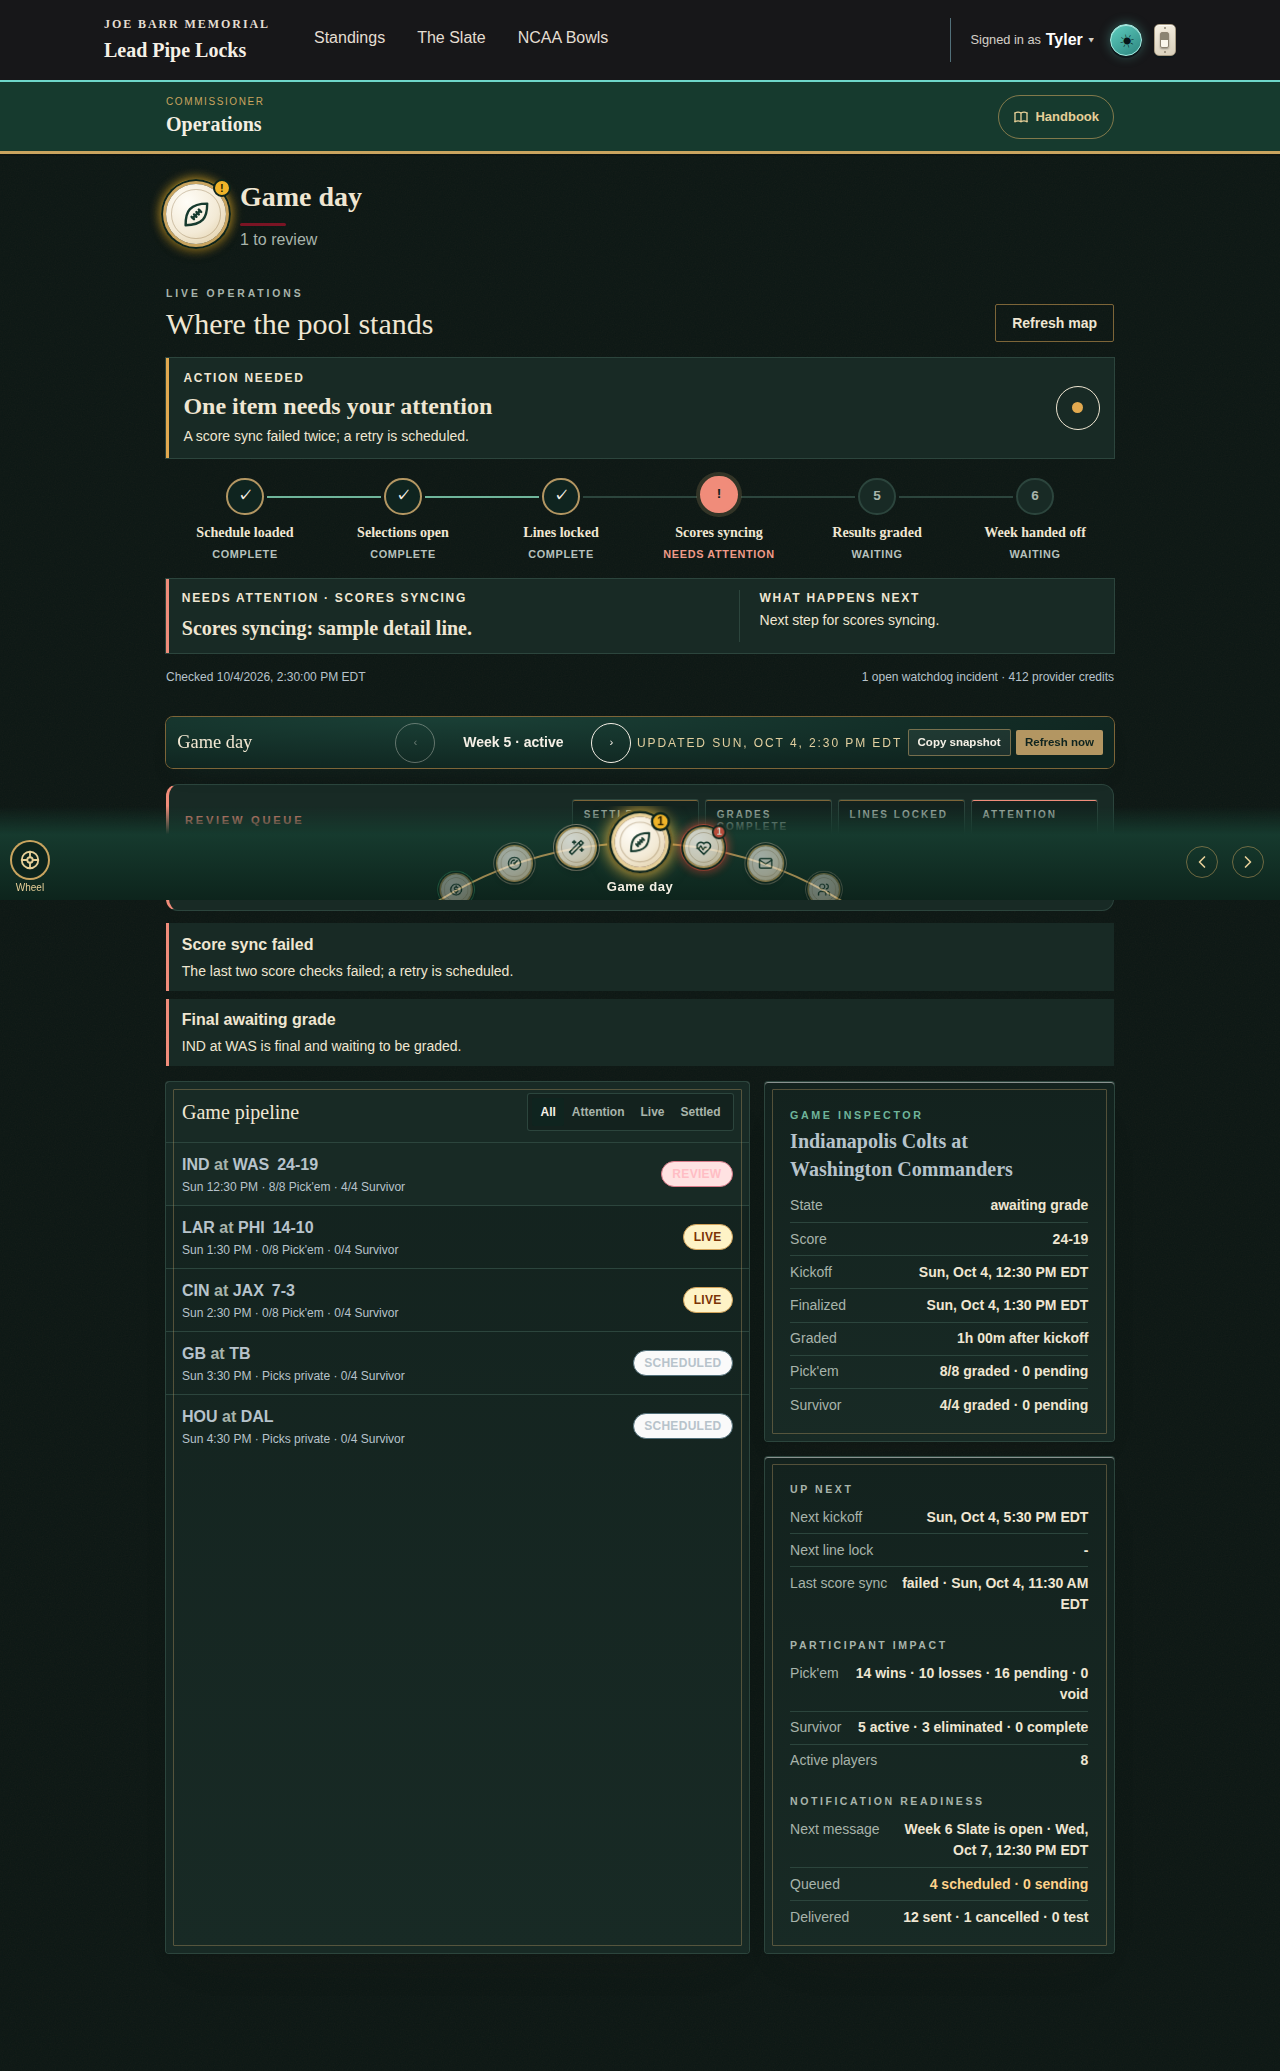 JOE BARR MEMORIAL
Lead Pipe Locks
Standings
The Slate
NCAA Bowls
Signed in as Tyler
COMMISSIONER
Operations
Handbook
!
Game day
1 to review
LIVE OPERATIONS
Where the pool stands
Refresh map
ACTION NEEDED
One item needs your attention
A score sync failed twice; a retry is scheduled.
✓ ✓ ✓ ! 5 6
Schedule loaded
Selections open
Lines locked
Scores syncing
Results graded
Week handed off
COMPLETE
COMPLETE
COMPLETE
NEEDS ATTENTION
WAITING
WAITING
NEEDS ATTENTION · SCORES SYNCING
Scores syncing: sample detail line.
WHAT HAPPENS NEXT
Next step for scores syncing.
Checked 10/4/2026, 2:30:00 PM EDT
1 open watchdog incident · 412 provider credits
Game day
‹
Week 5 · active
›
UPDATED SUN, OCT 4, 2:30 PM EDT
Copy snapshot
Refresh now
REVIEW QUEUE
GRADES COMPLETE
LINES LOCKED
ATTENTION
1
1
Wheel
Game day
Score sync failed
The last two score checks failed; a retry is scheduled.
Final awaiting grade
IND at WAS is final and waiting to be graded.
Game pipeline
All
Attention
Live
Settled
IND at WAS 24-19
Sun 12:30 PM · 8/8 Pick'em · 4/4 Survivor
REVIEW
LAR at PHI 14-10
Sun 1:30 PM · 0/8 Pick'em · 0/4 Survivor
LIVE
CIN at JAX 7-3
Sun 2:30 PM · 0/8 Pick'em · 0/4 Survivor
LIVE
GB at TB
Sun 3:30 PM · Picks private · 0/4 Survivor
SCHEDULED
HOU at DAL
Sun 4:30 PM · Picks private · 0/4 Survivor
SCHEDULED
GAME INSPECTOR
Indianapolis Colts at
Washington Commanders
State awaiting grade
Score 24-19
Kickoff Sun, Oct 4, 12:30 PM EDT
Finalized Sun, Oct 4, 1:30 PM EDT
Graded 1h 00m after kickoff
Pick'em 8/8 graded · 0 pending
Survivor 4/4 graded · 0 pending
UP NEXT
Next kickoff Sun, Oct 4, 5:30 PM EDT
Next line lock -
Last score sync failed · Sun, Oct 4, 11:30 AM
EDT
PARTICIPANT IMPACT
Pick'em 14 wins · 10 losses · 16 pending · 0
void
Survivor 5 active · 3 eliminated · 0 complete
Active players 8
NOTIFICATION READINESS
Next message Week 6 Slate is open · Wed,
Oct 7, 12:30 PM EDT
Queued 4 scheduled · 0 sending
Delivered 12 sent · 1 cancelled · 0 test